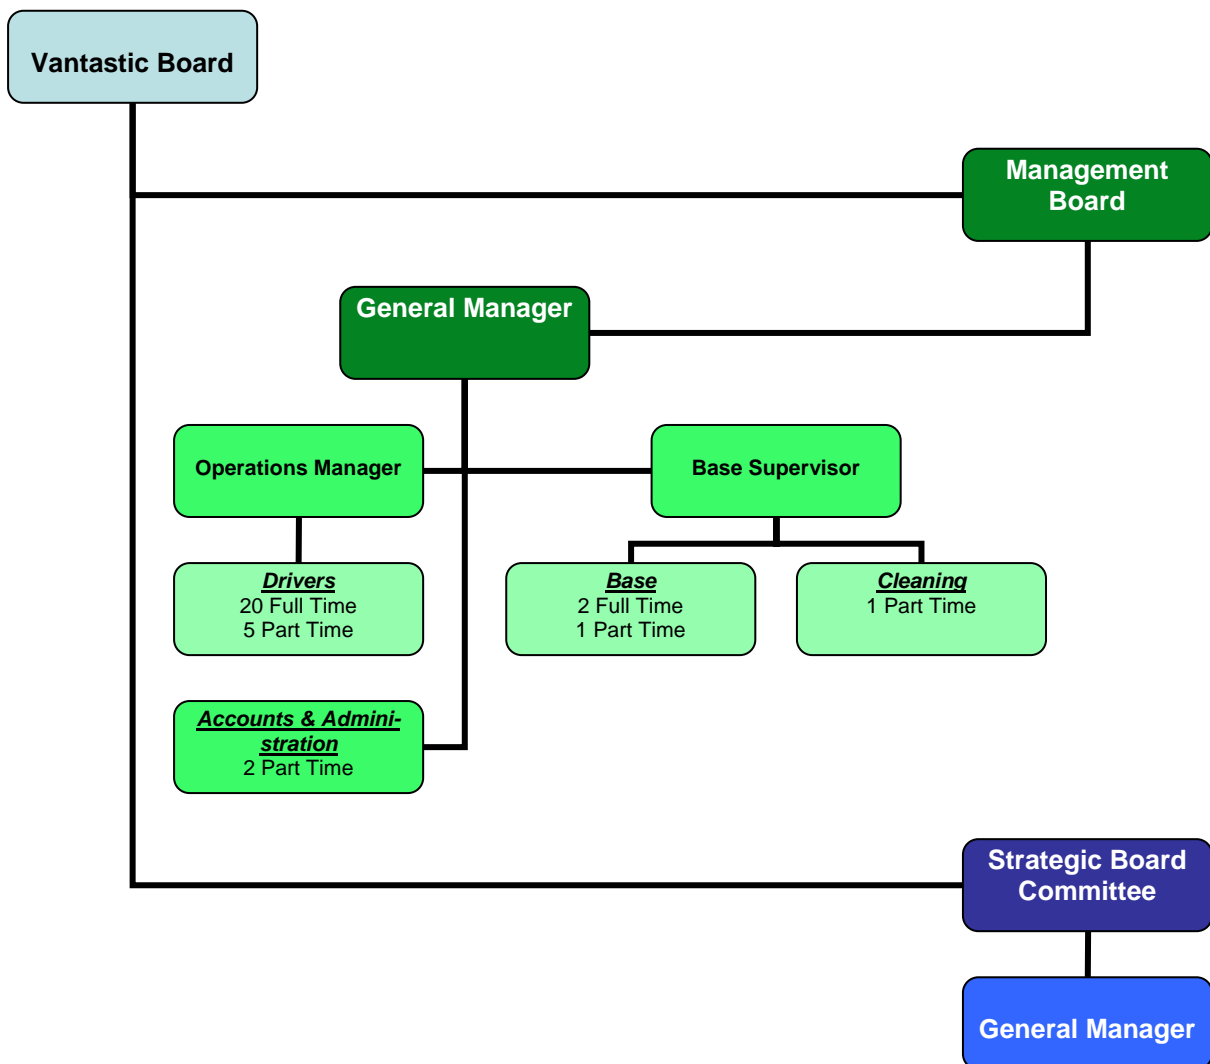 Vantastic Board
Management
Board
General Manager
Operations Manager
Base Supervisor
Drivers
20 Full Time
5 Part Time
Base
2 Full Time
1 Part Time
Cleaning
1 Part Time
Accounts & Admini-
stration
2 Part Time
Strategic Board
Committee
General Manager